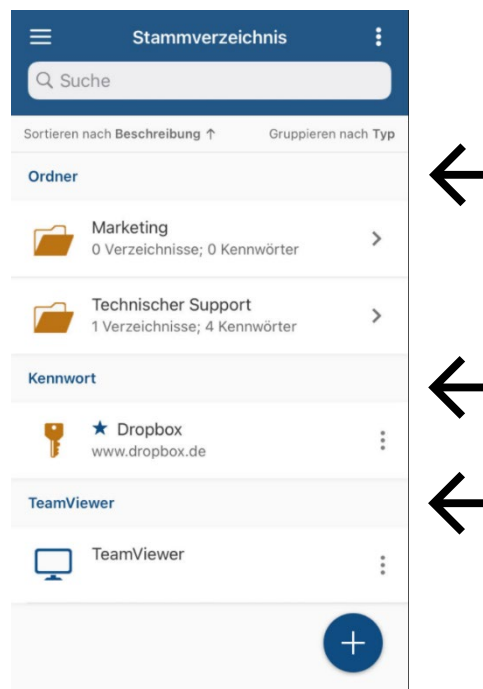 Stammverzeichnis
Suche
Sortieren nach Beschreibung ↑ Gruppieren nach Typ
Ordner
Marketing
0 Verzeichnisse; 0 Kennwörter
Technischer Support
1 Verzeichnisse; 4 Kennwörter
Kennwort
★ Dropbox
www.dropbox.de
TeamViewer
TeamViewer